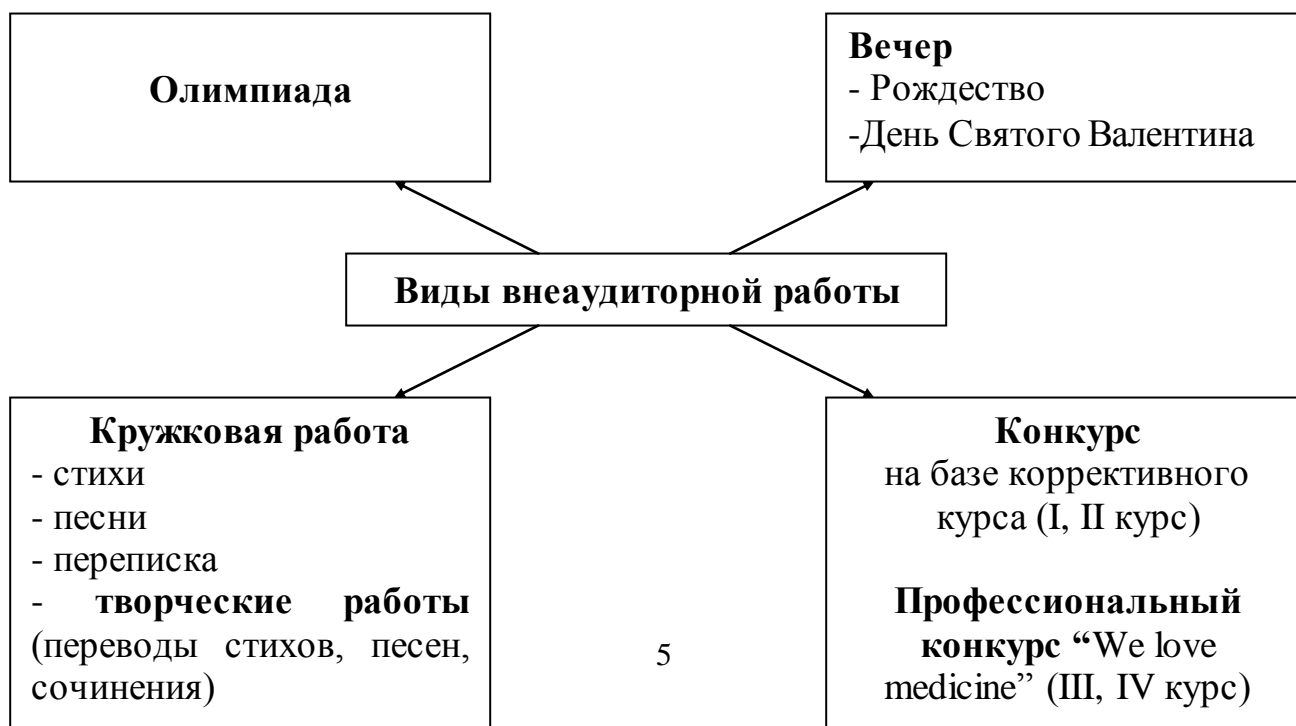 Олимпиада
Вечер
- Рождество
-День Святого Валентина
Виды внеаудиторной работы
Кружковая работа
- стихи
- песни
- переписка
- творческие работы
(переводы стихов, песен,
сочинения)
Конкурс
на базе коррективного
курса (I, II курс)
Профессиональный
конкурс “We love
medicine” (III, IV курс)
5